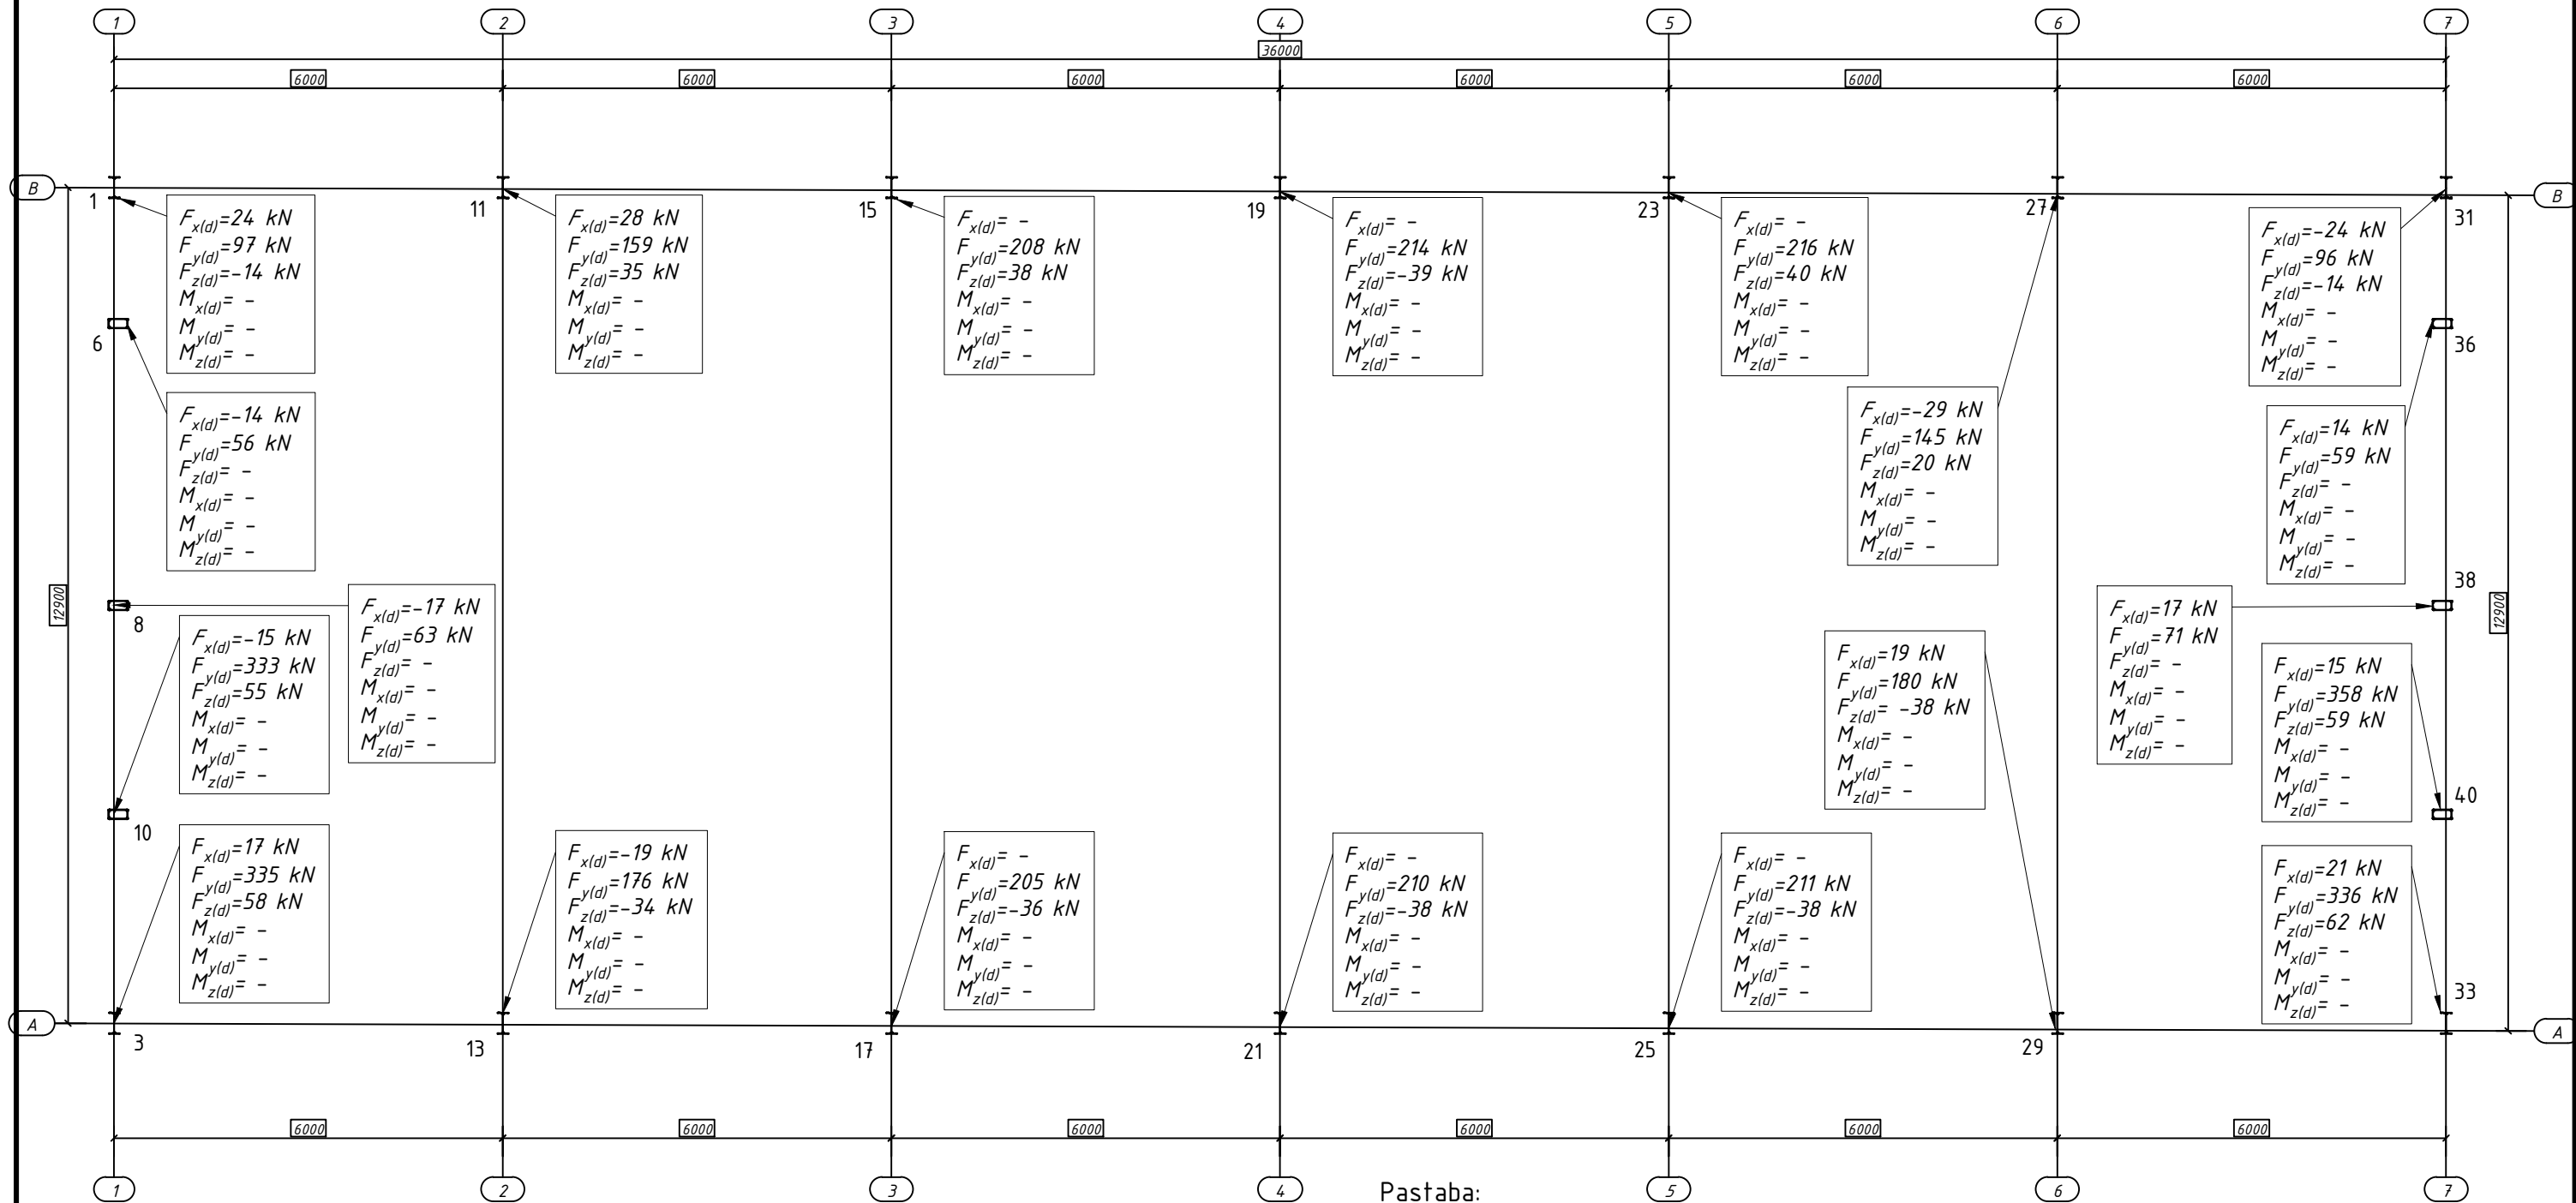 1 2 3 4 5 6 7
36000
6000 6000 6000 6000 6000 6000
B B
1 11 15 19 23 27 31
Fx(d)=24 kN
Fy(d)=97 kN
Fz(d)=-14 kN
Mx(d)= -
My(d)= -
Mz(d)= -
Fx(d)=28 kN
Fy(d)=159 kN
Fz(d)=35 kN
Mx(d)= -
My(d)= -
Mz(d)= -
Fx(d)= -
Fy(d)=208 kN
Fz(d)=38 kN
Mx(d)= -
My(d)= -
Mz(d)= -
Fx(d)= -
Fy(d)=214 kN
Fz(d)=-39 kN
Mx(d)= -
My(d)= -
Mz(d)= -
Fx(d)= -
Fy(d)=216 kN
Fz(d)=40 kN
Mx(d)= -
My(d)= -
Mz(d)= -
Fx(d)=-24 kN
Fy(d)=96 kN
Fz(d)=-14 kN
Mx(d)= -
My(d)= -
Mz(d)= -
6 36
Fx(d)=-14 kN
Fy(d)=56 kN
Fz(d)= -
Mx(d)= -
My(d)= -
Mz(d)= -
Fx(d)=-29 kN
Fy(d)=145 kN
Fz(d)=20 kN
Mx(d)= -
My(d)= -
Mz(d)= -
Fx(d)=14 kN
Fy(d)=59 kN
Fz(d)= -
Mx(d)= -
My(d)= -
Mz(d)= -
12900 12900
8 38
Fx(d)=-17 kN
Fy(d)=63 kN
Fz(d)= -
Mx(d)= -
My(d)= -
Mz(d)= -
Fx(d)=17 kN
Fy(d)=71 kN
Fz(d)= -
Mx(d)= -
My(d)= -
Mz(d)= -
Fx(d)=-15 kN
Fy(d)=333 kN
Fz(d)=55 kN
Mx(d)= -
My(d)= -
Mz(d)= -
Fx(d)=19 kN
Fy(d)=180 kN
Fz(d)= -38 kN
Mx(d)= -
My(d)= -
Mz(d)= -
Fx(d)=15 kN
Fy(d)=358 kN
Fz(d)=59 kN
Mx(d)= -
My(d)= -
Mz(d)= -
10 40
Fx(d)=17 kN
Fy(d)=335 kN
Fz(d)=58 kN
Mx(d)= -
My(d)= -
Mz(d)= -
Fx(d)=-19 kN
Fy(d)=176 kN
Fz(d)=-34 kN
Mx(d)= -
My(d)= -
Mz(d)= -
Fx(d)= -
Fy(d)=205 kN
Fz(d)=-36 kN
Mx(d)= -
My(d)= -
Mz(d)= -
Fx(d)= -
Fy(d)=210 kN
Fz(d)=-38 kN
Mx(d)= -
My(d)= -
Mz(d)= -
Fx(d)= -
Fy(d)=211 kN
Fz(d)=-38 kN
Mx(d)= -
My(d)= -
Mz(d)= -
Fx(d)=21 kN
Fy(d)=336 kN
Fz(d)=62 kN
Mx(d)= -
My(d)= -
Mz(d)= -
A A
3 13 17 21 25 29 33
6000 6000 6000 6000 6000 6000
1 2 3 4 5 6 7
Pastaba: